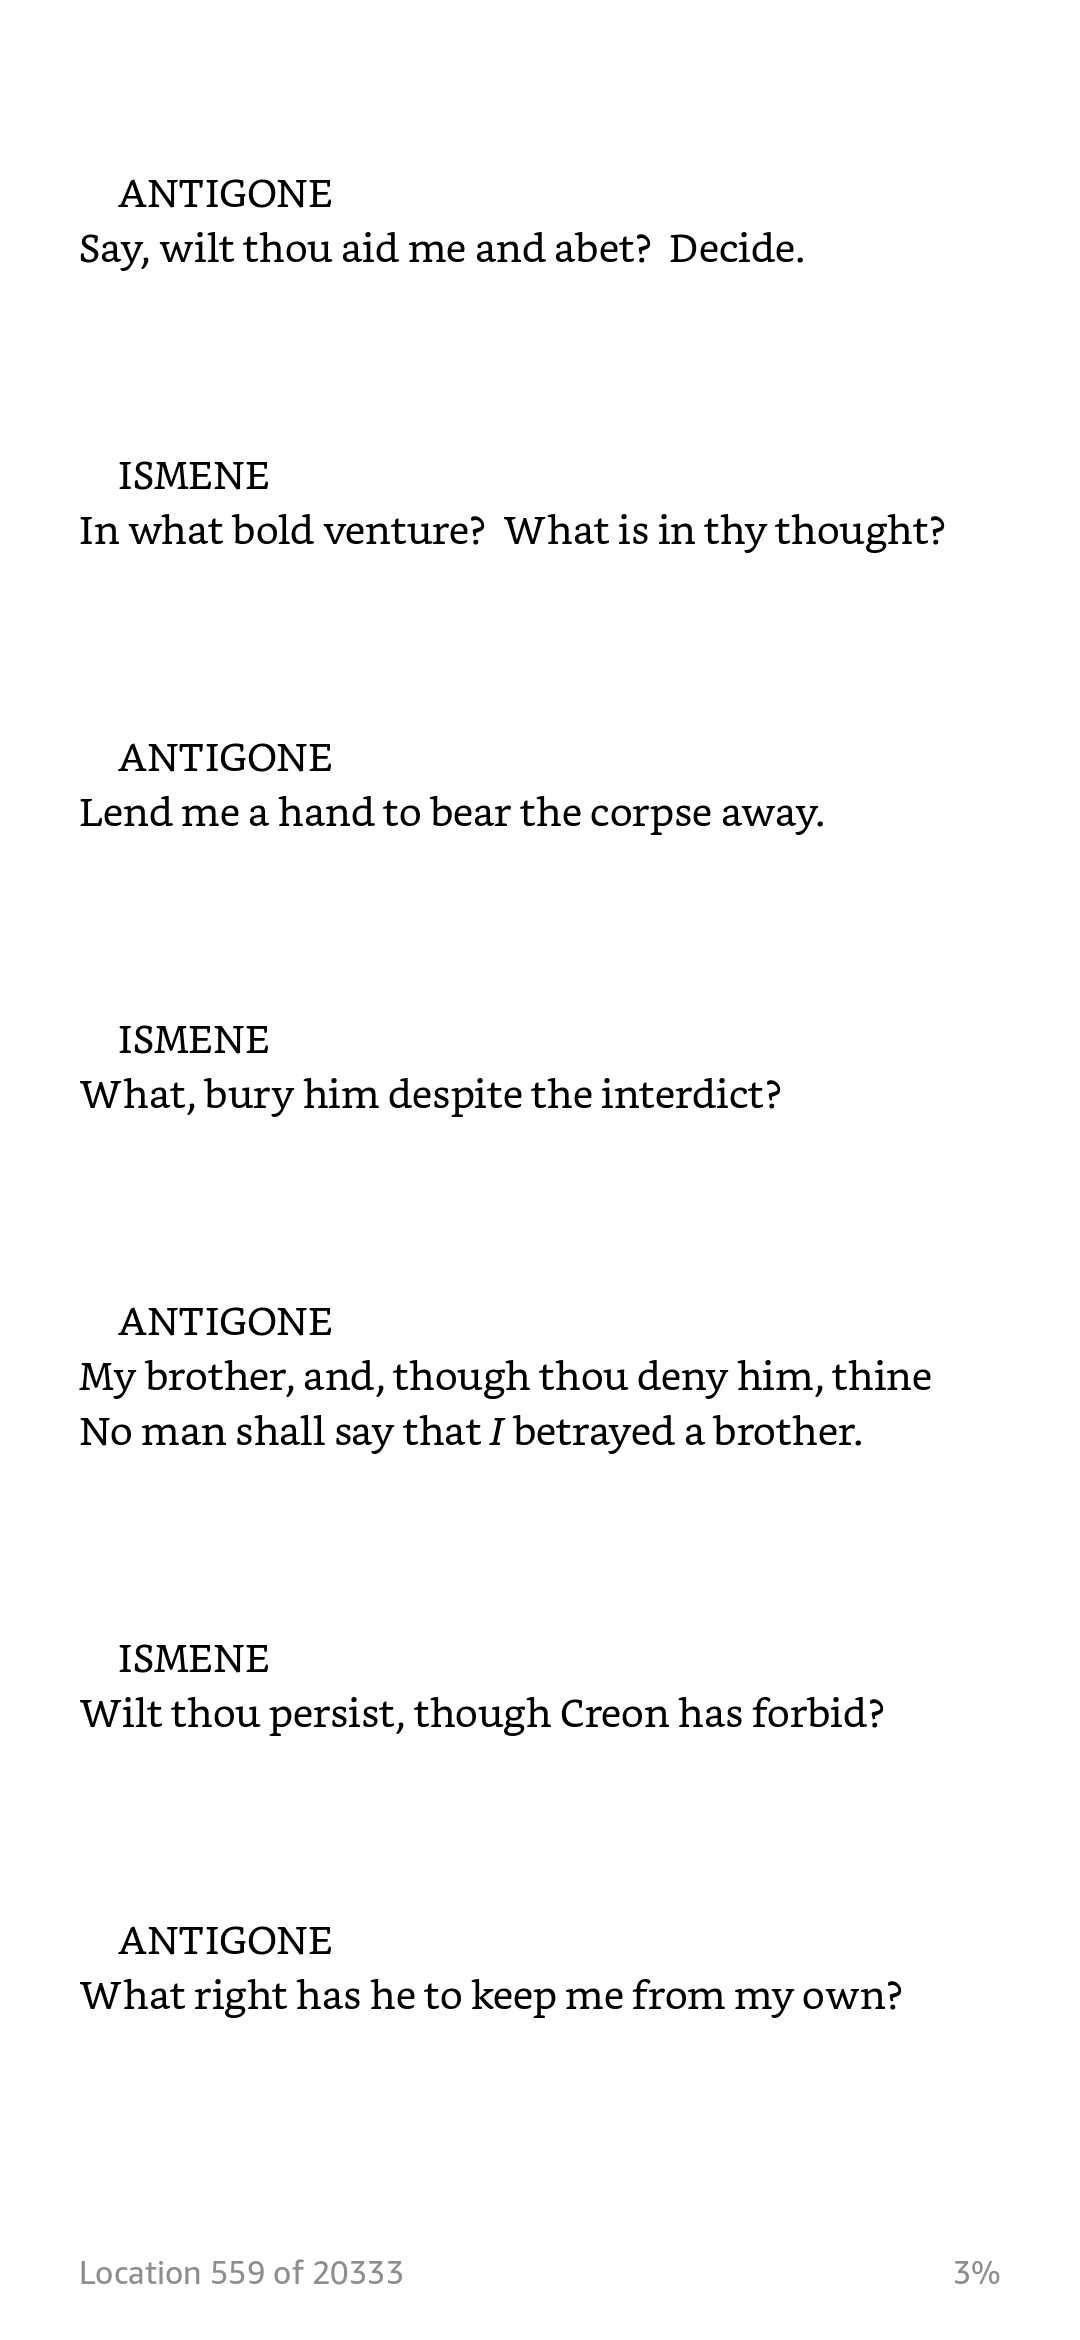 ANTIGONE
Say, wilt thou aid me and abet?  Decide.
ISMENE
In what bold venture?  What is in thy thought?
ANTIGONE
Lend me a hand to bear the corpse away.
ISMENE
What, bury him despite the interdict?
ANTIGONE
My brother, and, though thou deny him, thine
No man shall say that I betrayed a brother.
ISMENE
Wilt thou persist, though Creon has forbid?
ANTIGONE
What right has he to keep me from my own?
Location 559 of 20333 3%